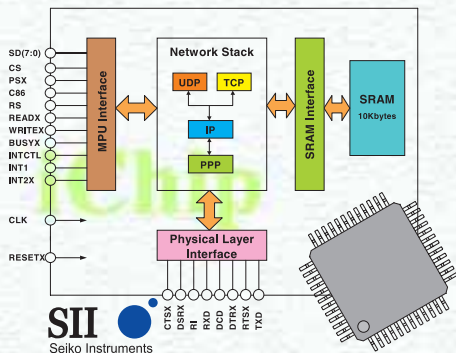 SD(7:0)
CS
PSX
C86
RS
READX
WRITEX
BUSYX
INTCTL
INT1
INT2X
CLK
RESETX
MPU Interface
Network Stack
UDP
TCP
IP
PPP
SRAM Interface
SRAM
10Kbytes
iChip
Physical Layer
Interface
CTSX
DSRX
RI
RXD
DCD
DTRX
RTSX
TXD
SII
Seiko Instruments